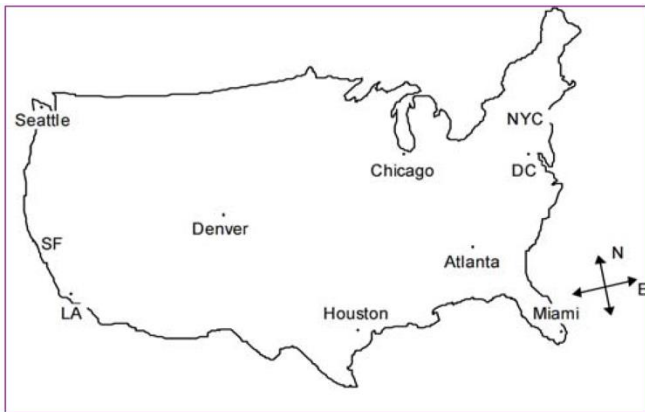 Seattle
NYC
Chicago
DC
Denver
SF
N
Atlanta
E
LA
Houston
Miami